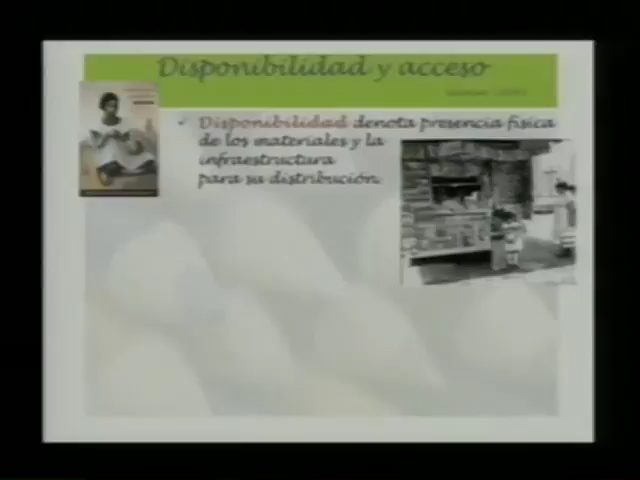 Disponibilidad y acceso
Disponibilidad denota presencia física
de los materiales y la
infraestructura
para su distribución.